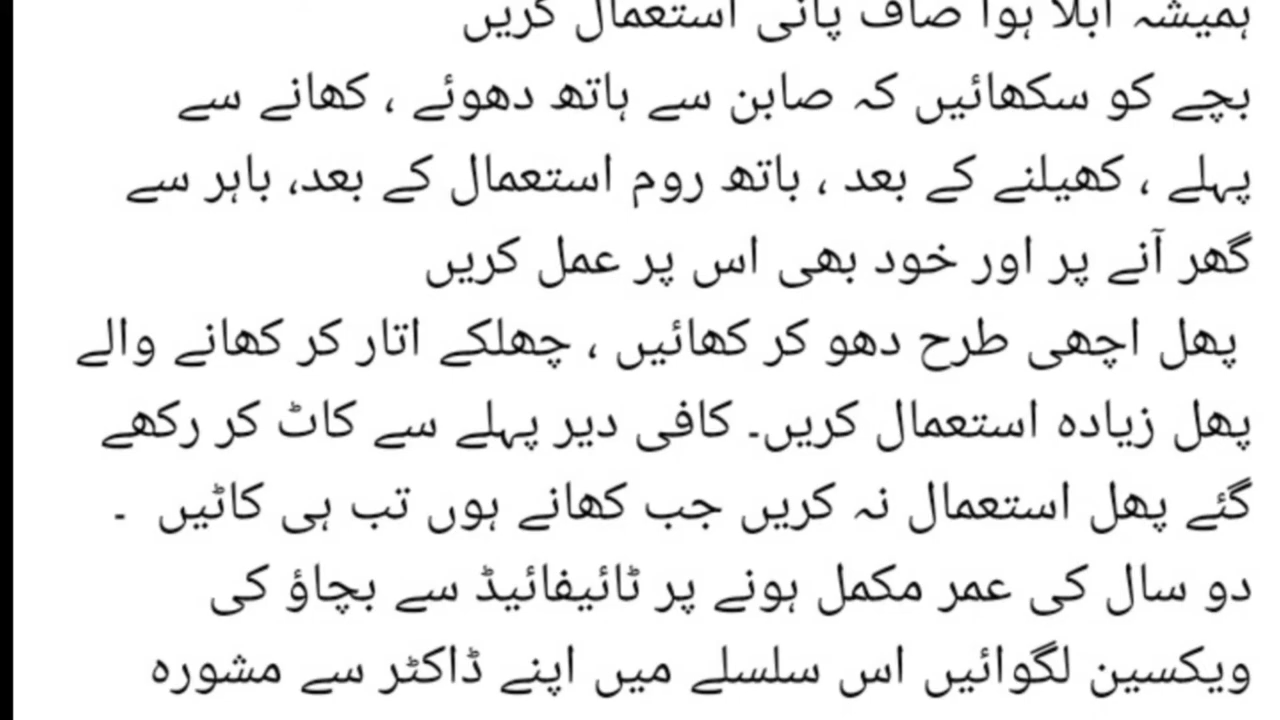 ہمیشہ ابلا ہوا صاف پانی استعمال کریں
بچے کو سکھائیں کہ صابن سے ہاتھ دھوئے ، کھانے سے
پہلے ، کھیلنے کے بعد ، باتھ روم استعمال کے بعد، باہر سے
گھر آنے پر اور خود بھی اس پر عمل کریں
پھل اچھی طرح دھو کر کھائیں ، چھلکے اتار کر کھانے والے
پھل زیادہ استعمال کریں۔ کافی دیر پہلے سے کاٹ کر رکھے
گئے پھل استعمال نہ کریں جب کھانے ہوں تب ہی کاٹیں ۔
دو سال کی عمر مکمل ہونے پر ٹائیفائیڈ سے بچاؤ کی
ویکسین لگوائیں اس سلسلے میں اپنے ڈاکٹر سے مشورہ